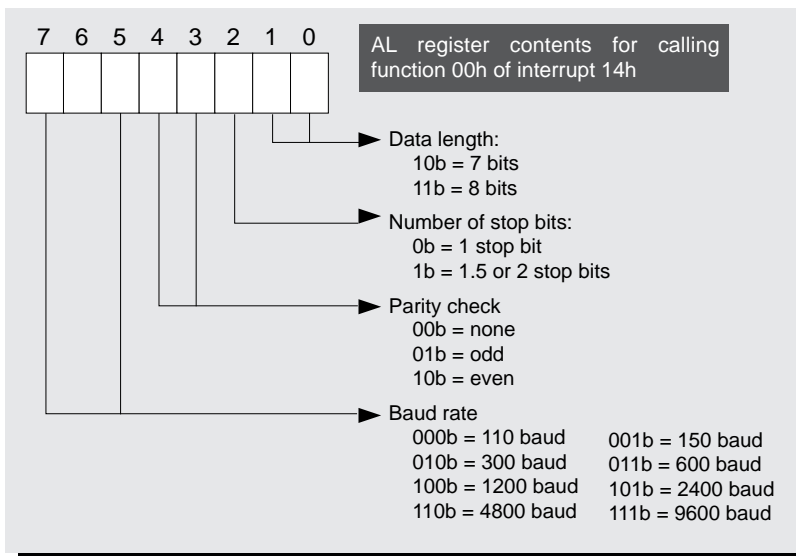 7 6 5 4 3 2 1 0
AL register contents for calling
function 00h of interrupt 14h
Data length:
10b = 7 bits
11b = 8 bits
Number of stop bits:
0b = 1 stop bit
1b = 1.5 or 2 stop bits
Parity check
00b = none
01b = odd
10b = even
Baud rate
000b = 110 baud 001b = 150 baud
010b = 300 baud 011b = 600 baud
100b = 1200 baud 101b = 2400 baud
110b = 4800 baud 111b = 9600 baud